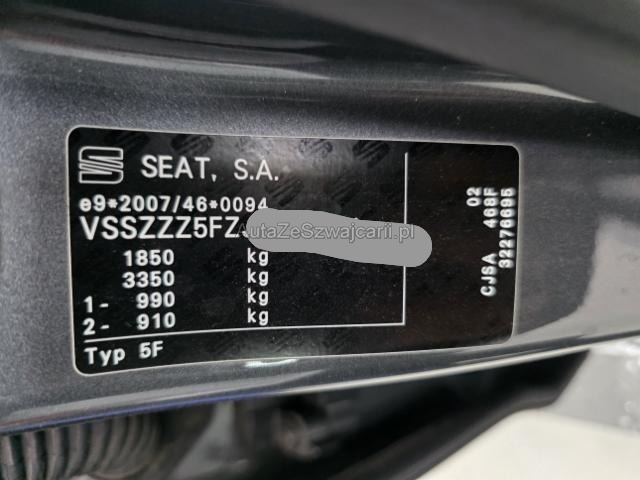 SEAT, S.A.
e9*2007/46*0094
VSSZZZ5FZ
AutaZeSzwajcarii.pl
1850 kg
3350 kg
1- 990 kg
2- 910 kg
Typ 5F
02
CJSA 468F
32276695